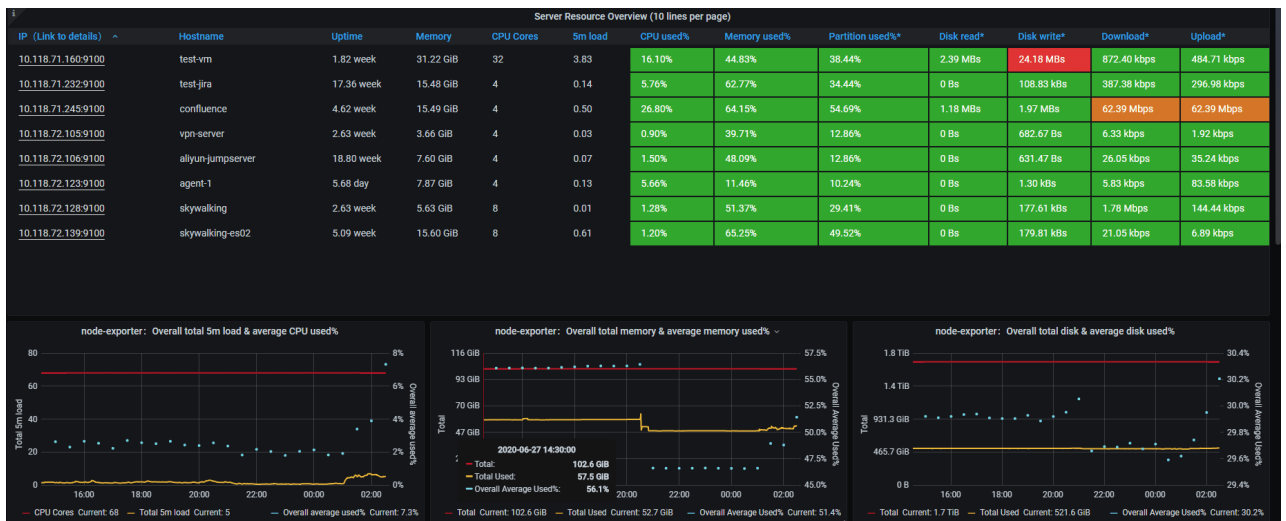 i
Server Resource Overview (10 lines per page)
IP（Link to details） Hostname Uptime Memory CPU Cores 5m load CPU used% Memory used% Partition used%* Disk read* Disk write* Download* Upload*
10.118.71.160:9100 test-vm 1.82 week 31.22 GiB 32 3.83 16.10% 44.83% 38.44% 2.39 MBs 24.18 MBs 872.40 kbps 484.71 kbps
10.118.71.232:9100 test-jira 17.36 week 15.48 GiB 4 0.14 5.76% 62.77% 34.44% 0 Bs 108.83 kBs 387.38 kbps 296.98 kbps
10.118.71.245:9100 confluence 4.62 week 15.49 GiB 4 0.50 26.80% 64.15% 54.69% 1.18 MBs 1.97 MBs 62.39 Mbps 62.39 Mbps
10.118.72.105:9100 vpn-server 2.63 week 3.66 GiB 4 0.03 0.90% 39.71% 12.86% 0 Bs 682.67 Bs 6.33 kbps 1.92 kbps
10.118.72.106:9100 aliyun-jumpserver 18.80 week 7.60 GiB 4 0.07 1.50% 48.09% 12.86% 0 Bs 631.47 Bs 26.05 kbps 35.24 kbps
10.118.72.123:9100 agent-1 5.68 day 7.87 GiB 4 0.13 5.66% 11.46% 10.24% 0 Bs 1.30 kBs 5.83 kbps 83.58 kbps
10.118.72.128:9100 skywalking 2.63 week 5.63 GiB 8 0.01 1.28% 51.37% 29.41% 0 Bs 177.61 kBs 1.78 Mbps 144.44 kbps
10.118.72.139:9100 skywalking-es02 5.09 week 15.60 GiB 8 0.61 1.20% 65.25% 49.52% 0 Bs 179.81 kBs 21.05 kbps 6.89 kbps
node-exporter：Overall total 5m load & average CPU used%
80 8%
60 6%
40 4%
20 2%
0 0%
Total 5m load
Overall average used%
16:00 18:00 20:00 22:00 00:00 02:00
CPU Cores Current: 68 Total 5m load Current: 5 Overall average used% Current: 7.3%
node-exporter：Overall total memory & average memory used%
116 GiB 57.5%
93 GiB 55.0%
70 GiB 52.5%
47 GiB 50.0%
47.5%
45.0%
Total
Overall Average Used%
2020-06-27 14:30:00
Total: 102.6 GiB
Total Used: 57.5 GiB
Overall Average Used%: 56.1%
20:00 22:00 00:00 02:00
Total Current: 102.6 GiB Total Used Current: 52.7 GiB Overall Average Used% Current: 51.4%
node-exporter：Overall total disk & average disk used%
1.8 TiB 30.4%
1.4 TiB 30.2%
931.3 GiB 30.0%
465.7 GiB 29.8%
0 B 29.6%
29.4%
Total
Overall Average Used%
16:00 18:00 20:00 22:00 00:00 02:00
Total Current: 1.7 TiB Total Used Current: 521.6 GiB Overall Average Used% Current: 30.2%